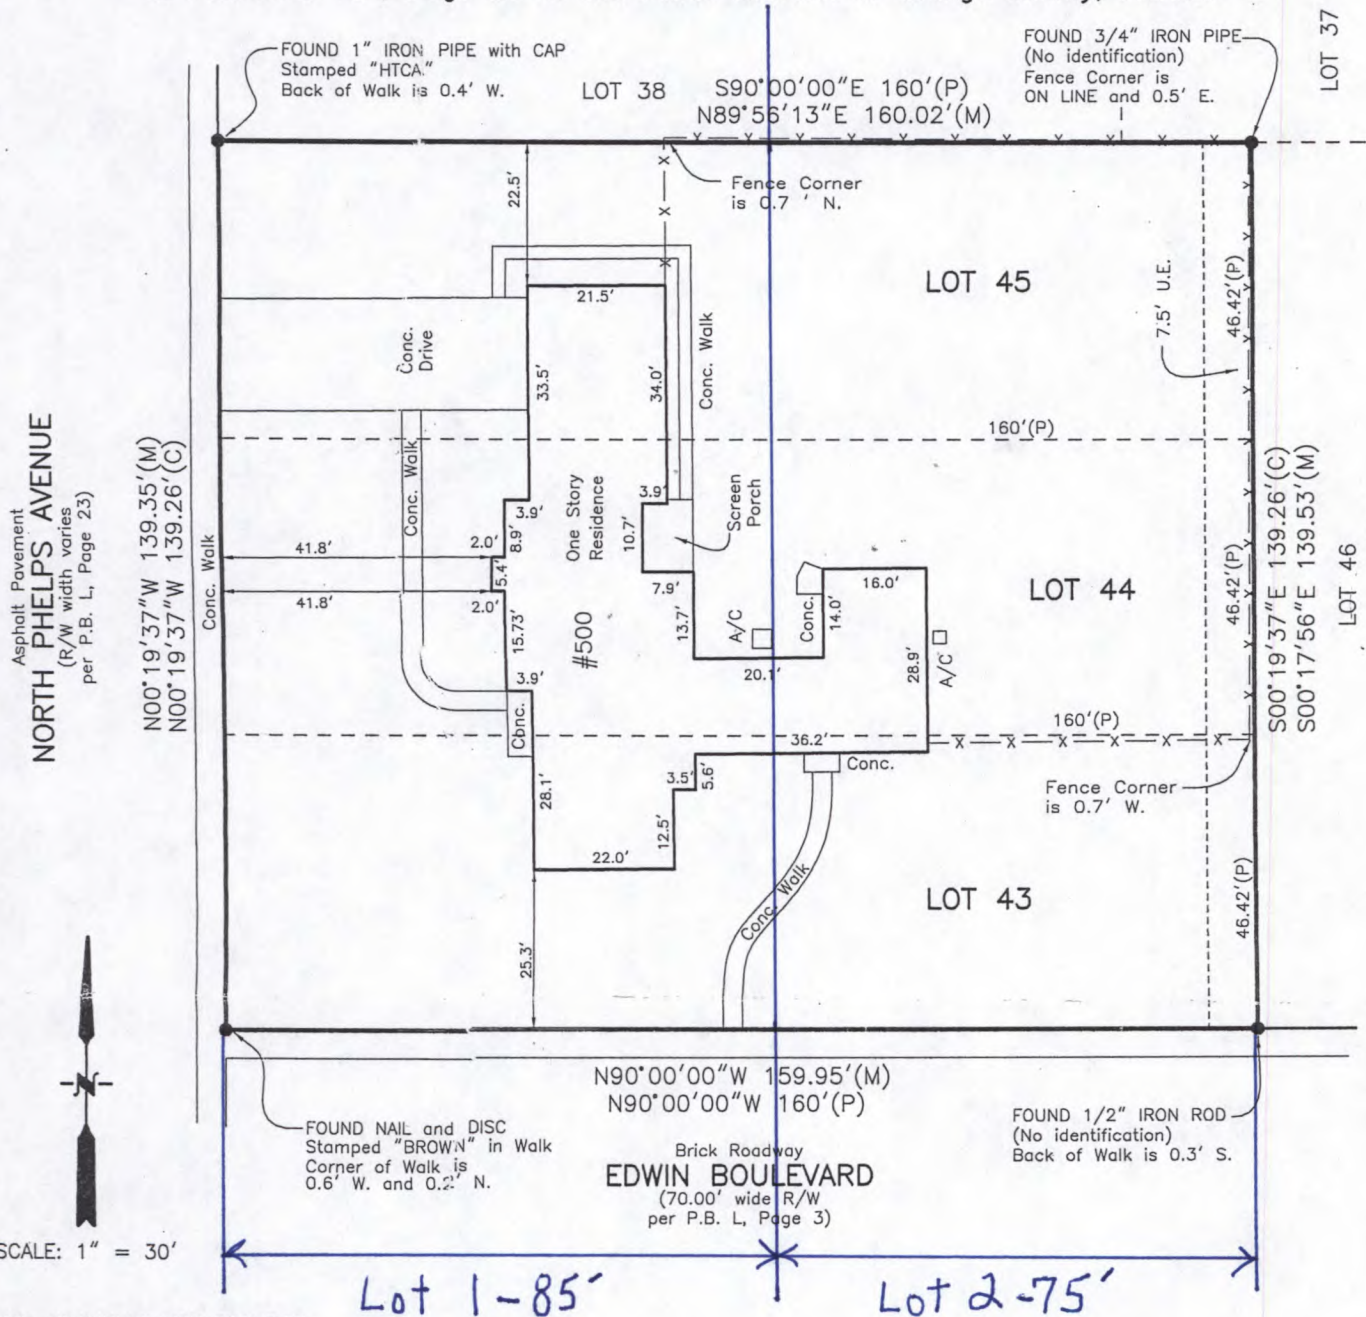 FOUND 1" IRON PIPE with CAP
Stamped "HTCA."
Back of Walk is 0.4' W.
LOT 38
S90°00'00"E 160'(P)
N89°56'13"E 160.02'(M)
FOUND 3/4" IRON PIPE
(No identification)
Fence Corner is
ON LINE and 0.5' E.
LOT 37
Fence Corner
is 0.7 ' N.
22.5'
LOT 45
7.5' U.E.
46.42'(P)
21.5'
Conc.
Drive
33.5'
34.0'
Conc. Walk
160'(P)
Asphalt Pavement
NORTH PHELPS AVENUE
(R/W width varies
per P.B. L, Page 23)
N00°19'37"W 139.35'(M)
N00°19'37"W 139.26'(C)
Conc. Walk
Conc. Walk
3.9'
8.9'
One Story
Residence
#500
3.9'
10.7'
Screen
Porch
41.8'
2.0'
5.4'
41.8'
2.0'
7.9'
15.73'
13.7'
A/C
Conc.
14.0'
16.0'
20.1'
28.9'
A/C
LOT 44
46.42'(P)
S00°19'37"E 139.26'(C)
S00°17'56"E 139.53'(M)
LOT 46
3.9'
Conc.
160'(P)
36.2'
Conc.
3.5'
5.6'
28.1'
12.5'
22.0'
Fence Corner
is 0.7' W.
Conc. Walk
LOT 43
46.42'(P)
25.3'
N
N90°00'00"W 159.95'(M)
N90°00'00"W 160'(P)
FOUND NAIL and DISC
Stamped "BROWN" in Walk
Corner of Walk is
0.6' W. and 0.2' N.
Brick Roadway
EDWIN BOULEVARD
(70.00' wide R/W
per P.B. L, Page 3)
FOUND 1/2" IRON ROD
(No identification)
Back of Walk is 0.3' S.
SCALE: 1" = 30'
Lot 1-85'
Lot 2-75'